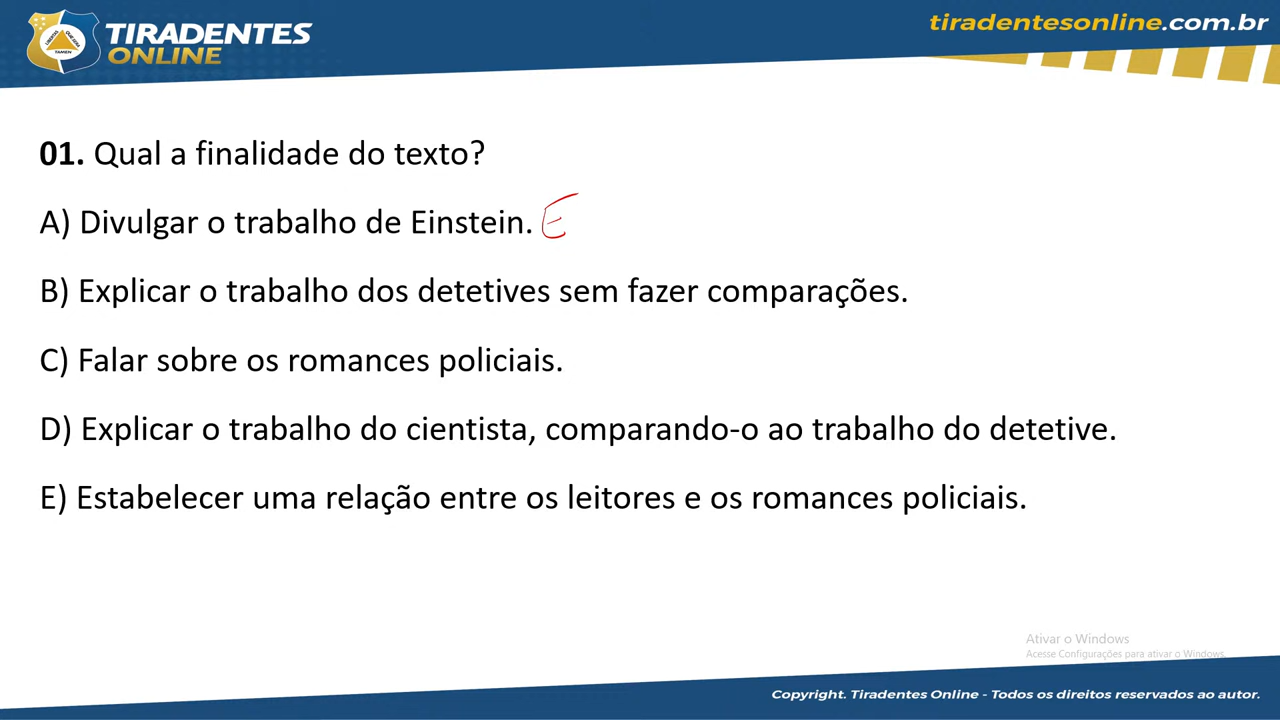 TIRADENTES
ONLINE
tiradentesonline.com.br
01. Qual a finalidade do texto?
A) Divulgar o trabalho de Einstein. E
B) Explicar o trabalho dos detetives sem fazer comparações.
C) Falar sobre os romances policiais.
D) Explicar o trabalho do cientista, comparando-o ao trabalho do detetive.
E) Estabelecer uma relação entre os leitores e os romances policiais.
Ativar o Windows
Acesse Configurações para ativar o Windows.
Copyright. Tiradentes Online - Todos os direitos reservados ao autor.